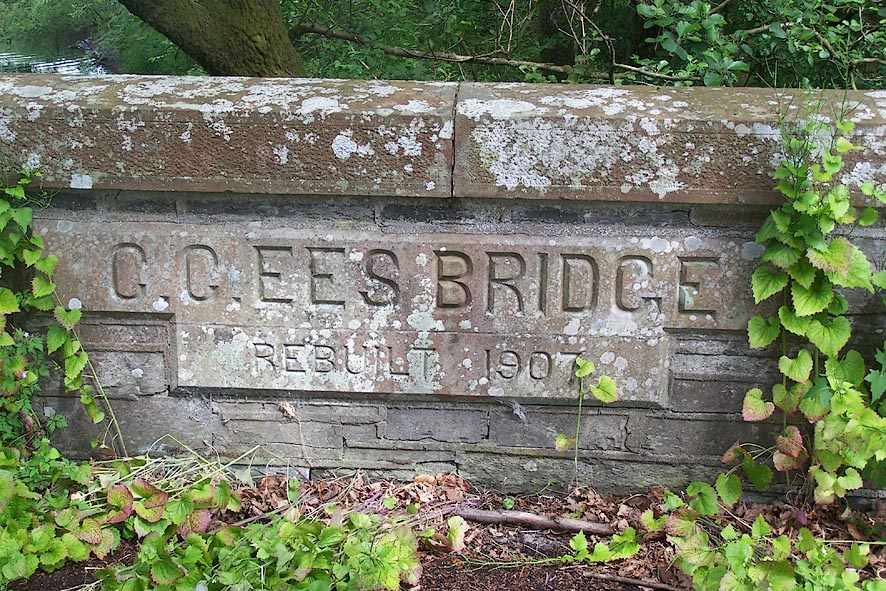 C.C. EES BRIDGE
REBUILT 1907